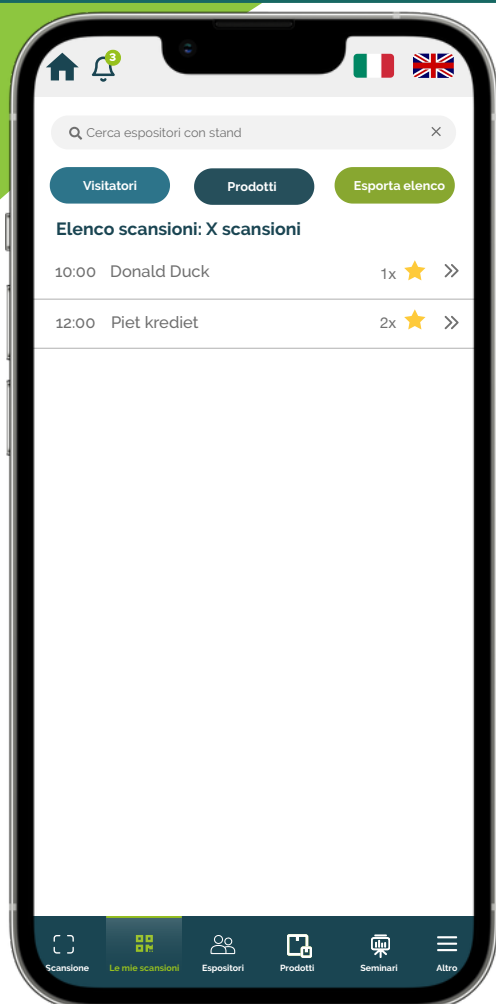 3
Cerca espositori con stand
Visitatori
Prodotti
Esporta elenco
Elenco scansioni: X scansioni
10:00 Donald Duck 1x
12:00 Piet krediet 2x
Scansione
Le mie scansioni
Espositori
Prodotti
Seminari
Altro